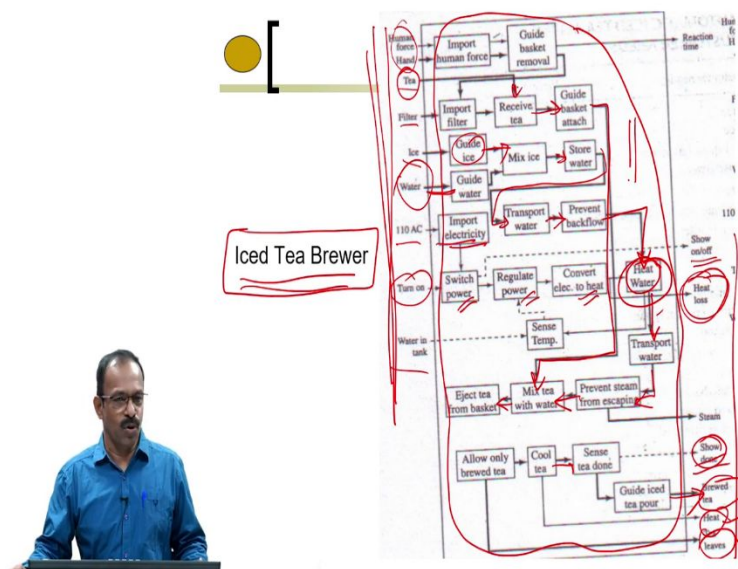 Iced Tea Brewer
Human
force
Hand
Tea
Filter
Ice
Water
110 AC
Turn on
Water in
tank
Import
human force
Guide
basket
removal
Reaction
time
Import
filter
Receive
tea
Guide
basket
attach
Guide
ice
Mix ice
Store
water
Guide
water
Import
electricity
Transport
water
Prevent
backflow
110
Show
on/off
Switch
power
Regulate
power
Convert
elec. to heat
Heat
Water
Heat
loss
Sense
Temp.
Transport
water
Eject tea
from basket
Mix tea
with water
Prevent steam
from escaping
Steam
Allow only
brewed tea
Cool
tea
Sense
tea done
Show
done
Guide iced
tea pour
Brewed
tea
Heat
leaves